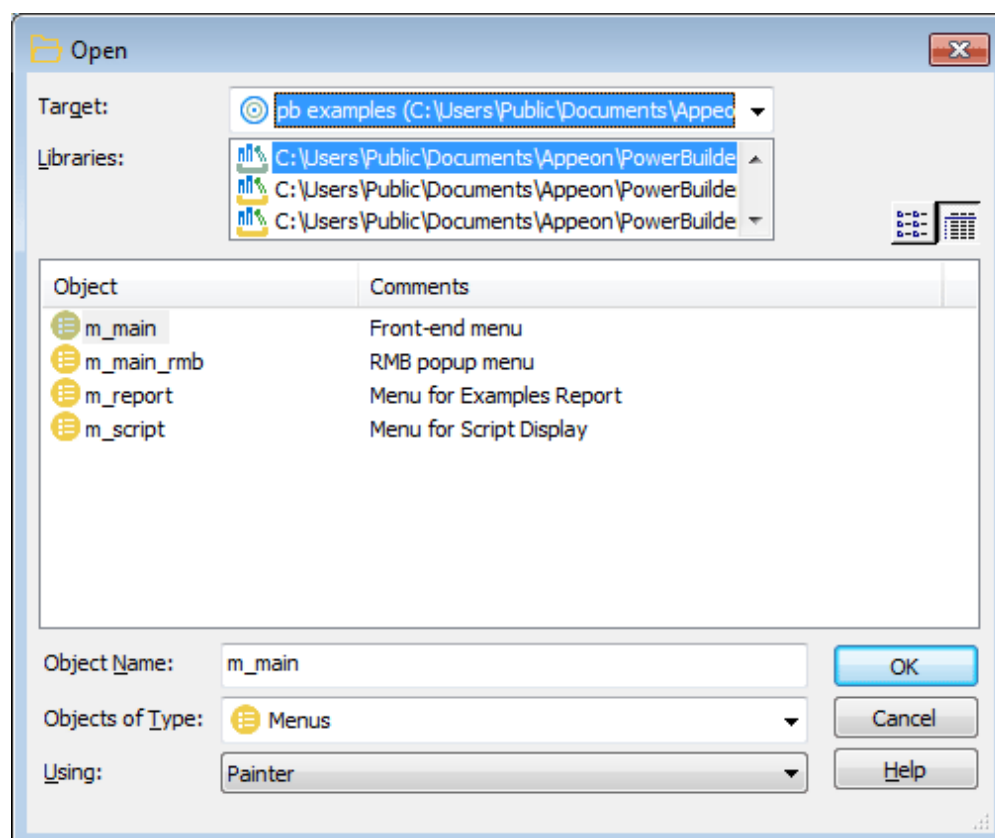 Open
Target:
pb examples (C:\Users\Public\Documents\Appeo
Libraries:
C:\Users\Public\Documents\Appeon\PowerBuilde
C:\Users\Public\Documents\Appeon\PowerBuilde
C:\Users\Public\Documents\Appeon\PowerBuilde
Object Comments
m_main Front-end menu
m_main_rmb RMB popup menu
m_report Menu for Examples Report
m_script Menu for Script Display
Object Name: m_main OK
Objects of Type: Menus Cancel
Using: Painter Help